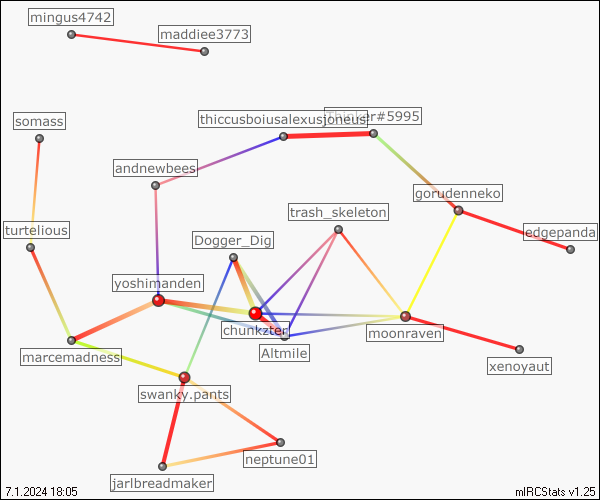 mingus4742
maddiee3773
somass
thiccusboiusalexusjoneus
Thinker#5995
andnewbees
gorudenneko
trash_skeleton
turtelious
edgepanda
Dogger_Dig
yoshimanden
chunkzter
moonraven
Altmile
marcemadness
xenoyaut
swanky.pants
neptune01
jarlbreadmaker
7.1.2024 18:05
mIRCStats v1.25